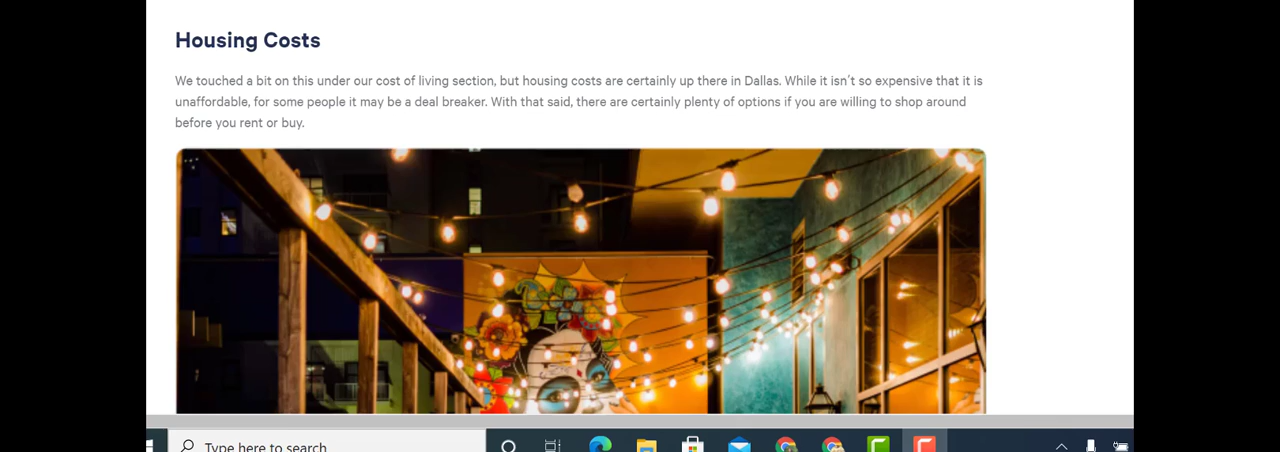 Housing Costs
We touched a bit on this under our cost of living section, but housing costs are certainly up there in Dallas. While it isn't so expensive that it is
unaffordable, for some people it may be a deal breaker. With that said, there are certainly plenty of options if you are willing to shop around
before you rent or buy.
Type here to search